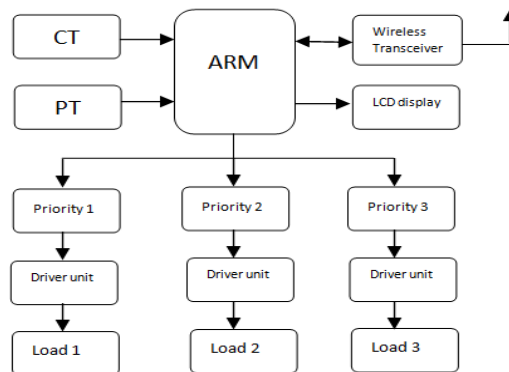 CT
ARM
Wireless
Transceiver
PT
LCD display
Priority 1
Priority 2
Priority 3
Driver unit
Driver unit
Driver unit
Load 1
Load 2
Load 3